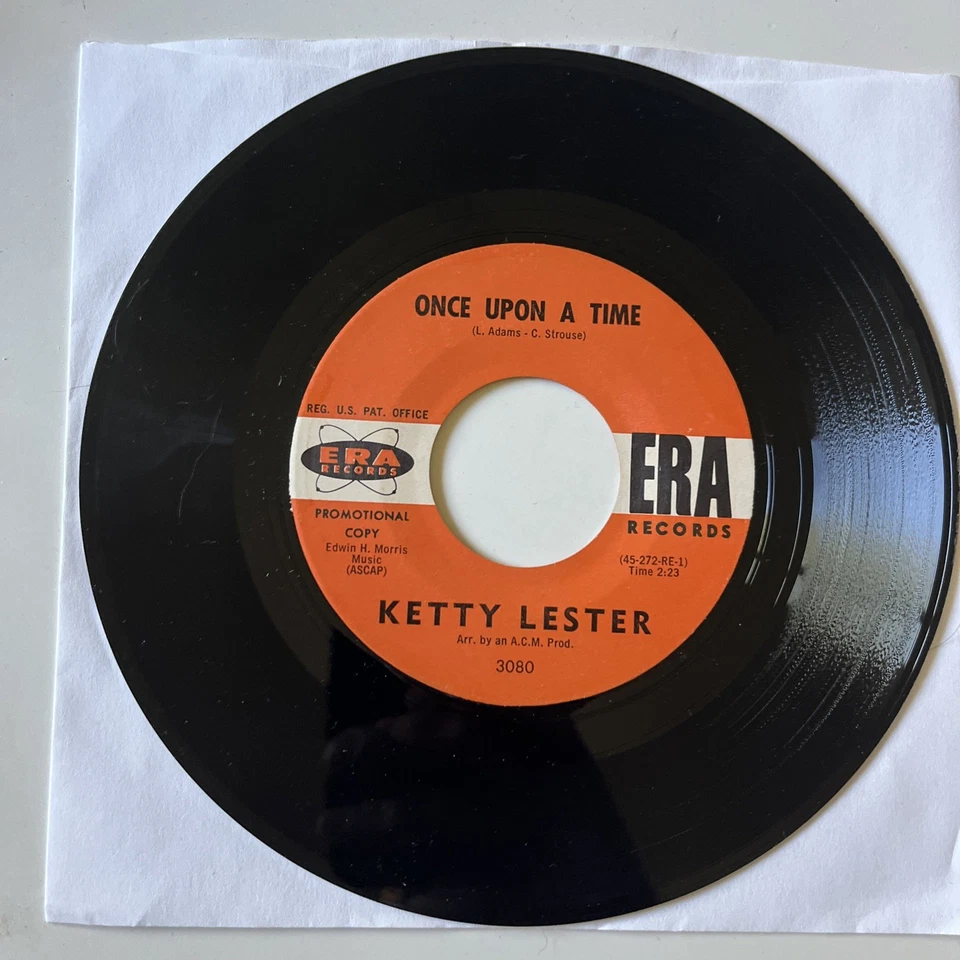 ONCE UPON A TIME
(L. Adams - C. Strouse)
REG. U.S. PAT. OFFICE
ERA
RECORDS
ERA
RECORDS
PROMOTIONAL
COPY
Edwin H. Morris
Music
(ASCAP)
(45-272-RE-1)
Time 2:23
KETTY LESTER
Arr. by an A.C.M. Prod.
3080